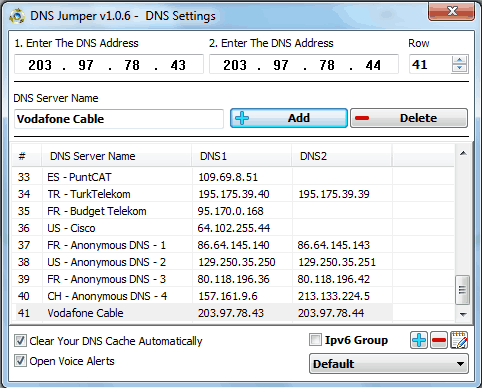 DNS Jumper v1.0.6 - DNS Settings
1. Enter The DNS Address 2. Enter The DNS Address Row
203 . 97 . 78 . 43 203 . 97 . 78 . 44 41
DNS Server Name
Vodafone Cable Add Delete
# DNS Server Name DNS1 DNS2
33 ES - PuntCAT 109.69.8.51
34 TR - TurkTelekom 195.175.39.40 195.175.39.39
35 FR - Budget Telekom 95.170.0.168
36 US - Cisco 64.102.255.44
37 FR - Anonymous DNS - 1 86.64.145.140 86.64.145.143
38 US - Anonymous DNS - 2 129.250.35.250 129.250.35.251
39 FR - Anonymous DNS - 3 80.118.196.36 80.118.196.42
40 CH - Anonymous DNS - 4 157.161.9.6 213.133.224.5
41 Vodafone Cable 203.97.78.43 203.97.78.44
Clear Your DNS Cache Automatically Ipv6 Group
Open Voice Alerts Default